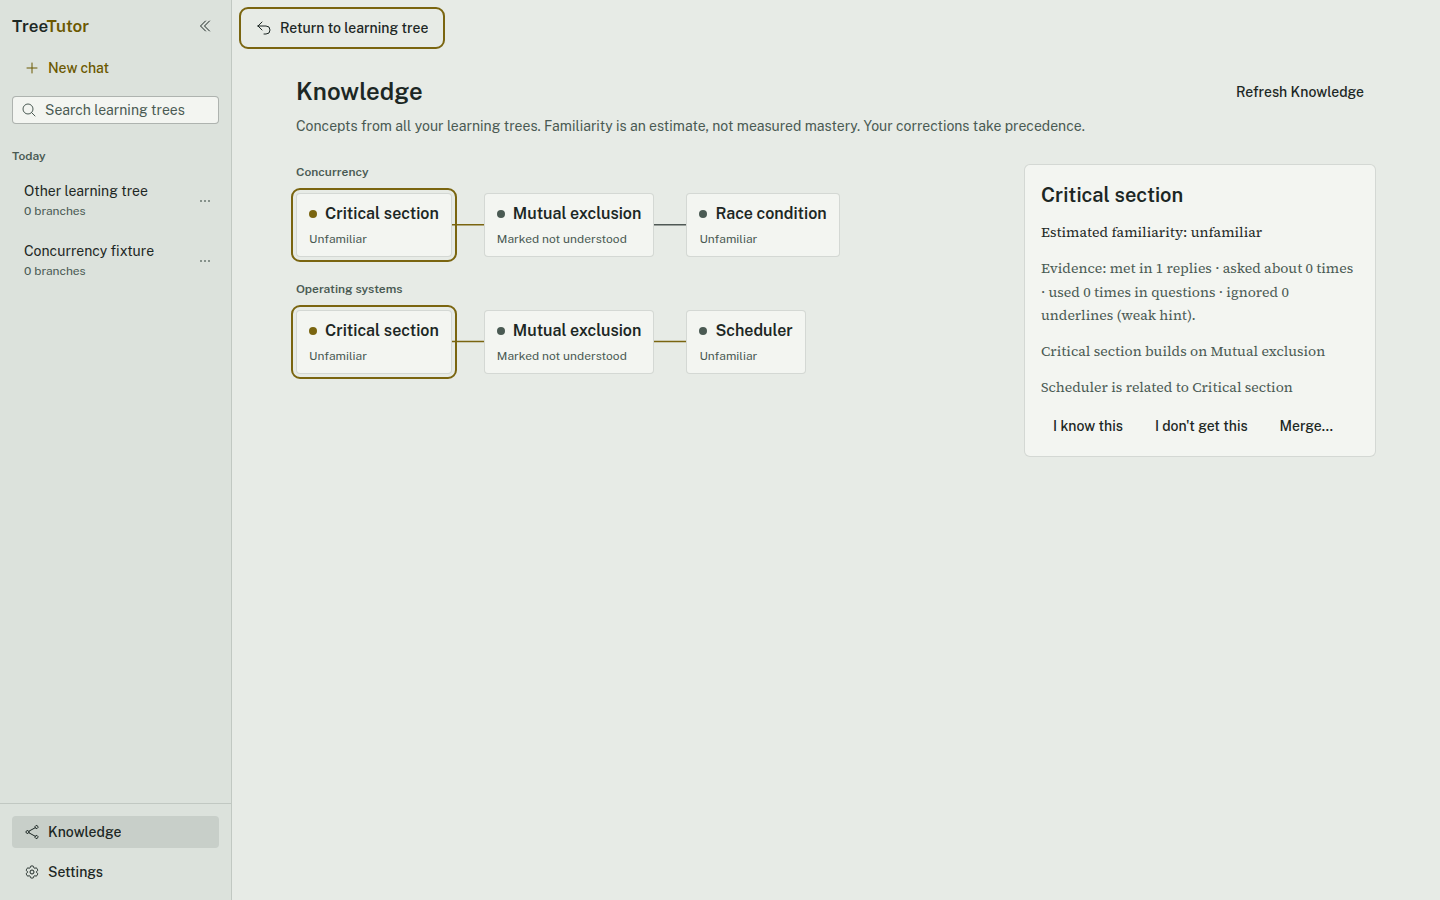 TreeTutor
New chat
Search learning trees
Today
Other learning tree
0 branches
Concurrency fixture
0 branches
Knowledge
Settings
Return to learning tree
Knowledge
Refresh Knowledge
Concepts from all your learning trees. Familiarity is an estimate, not measured mastery. Your corrections take precedence.
Concurrency
Critical section
Unfamiliar
Mutual exclusion
Marked not understood
Race condition
Unfamiliar
Operating systems
Critical section
Unfamiliar
Mutual exclusion
Marked not understood
Scheduler
Unfamiliar
Critical section
Estimated familiarity: unfamiliar
Evidence: met in 1 replies · asked about 0 times
· used 0 times in questions · ignored 0
underlines (weak hint).
Critical section builds on Mutual exclusion
Scheduler is related to Critical section
I know this
I don't get this
Merge...